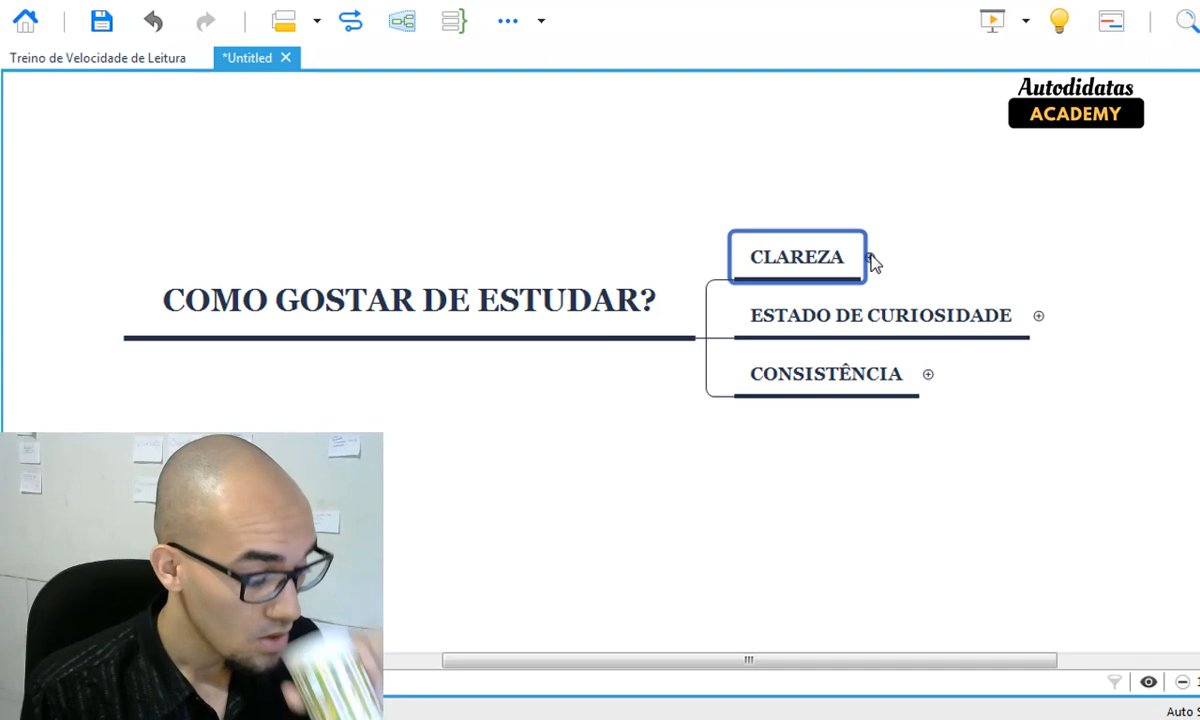 Treino de Velocidade de Leitura
*Untitled
Autodidatas
ACADEMY
CLAREZA
COMO GOSTAR DE ESTUDAR?
ESTADO DE CURIOSIDADE
CONSISTÊNCIA
Auto